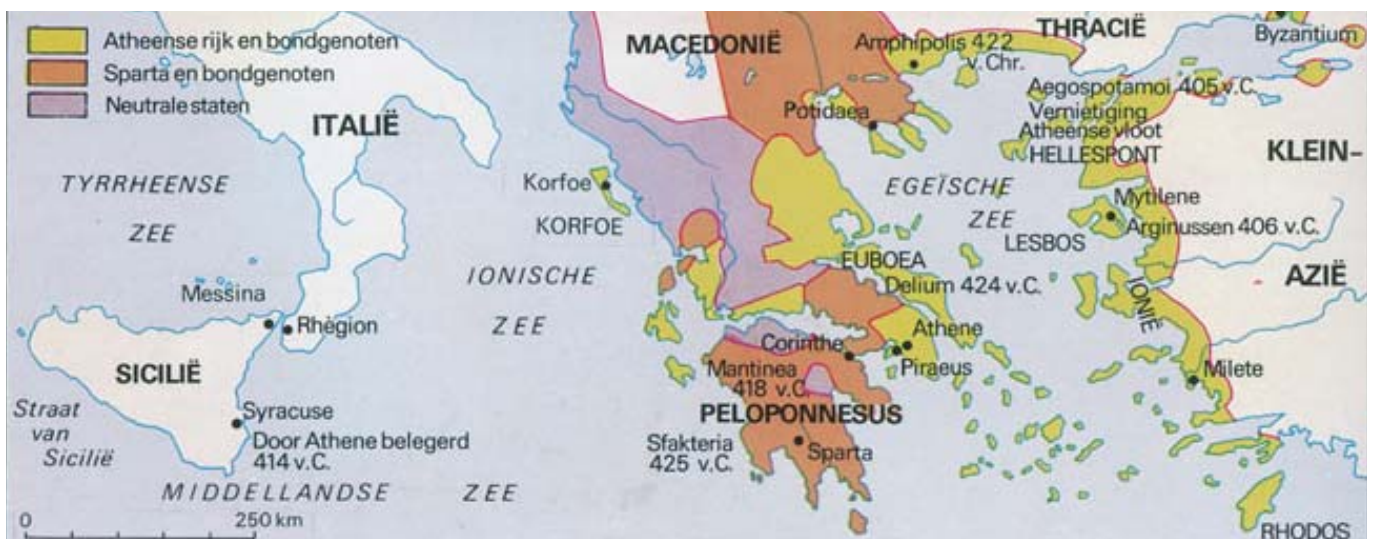 Atheense rijk en bondgenoten
Sparta en bondgenoten
Neutrale staten
ITALIË
TYRRHEENSE
ZEE
Messina
Rhègion
SICILIË
Straat
van
Sicilië
Syracuse
Door Athene belegerd
414 v.C.
MIDDELLANDSE ZEE
0 250 km
Korfoe
KORFOE
IONISCHE
ZEE
MACEDONIË
THRACIË
Byzantium
Amphipolis 422
v. Chr.
Potidaea
Aegospotamoi 405 v.C.
Vernietiging
Atheense vloot
HELLESPONT
KLEIN-
AZIË
EGEÏSCHE
ZEE
Mytilene
LESBOS
Arginussen 406 v.C.
EUBOEA
Delium 424 v.C.
IONIË
Athene
Piraeus
Corinthe
Mantinea
418 v.C.
PELOPONNESUS
Sfakteria
425 v.C.
Sparta
Milete
RHODOS